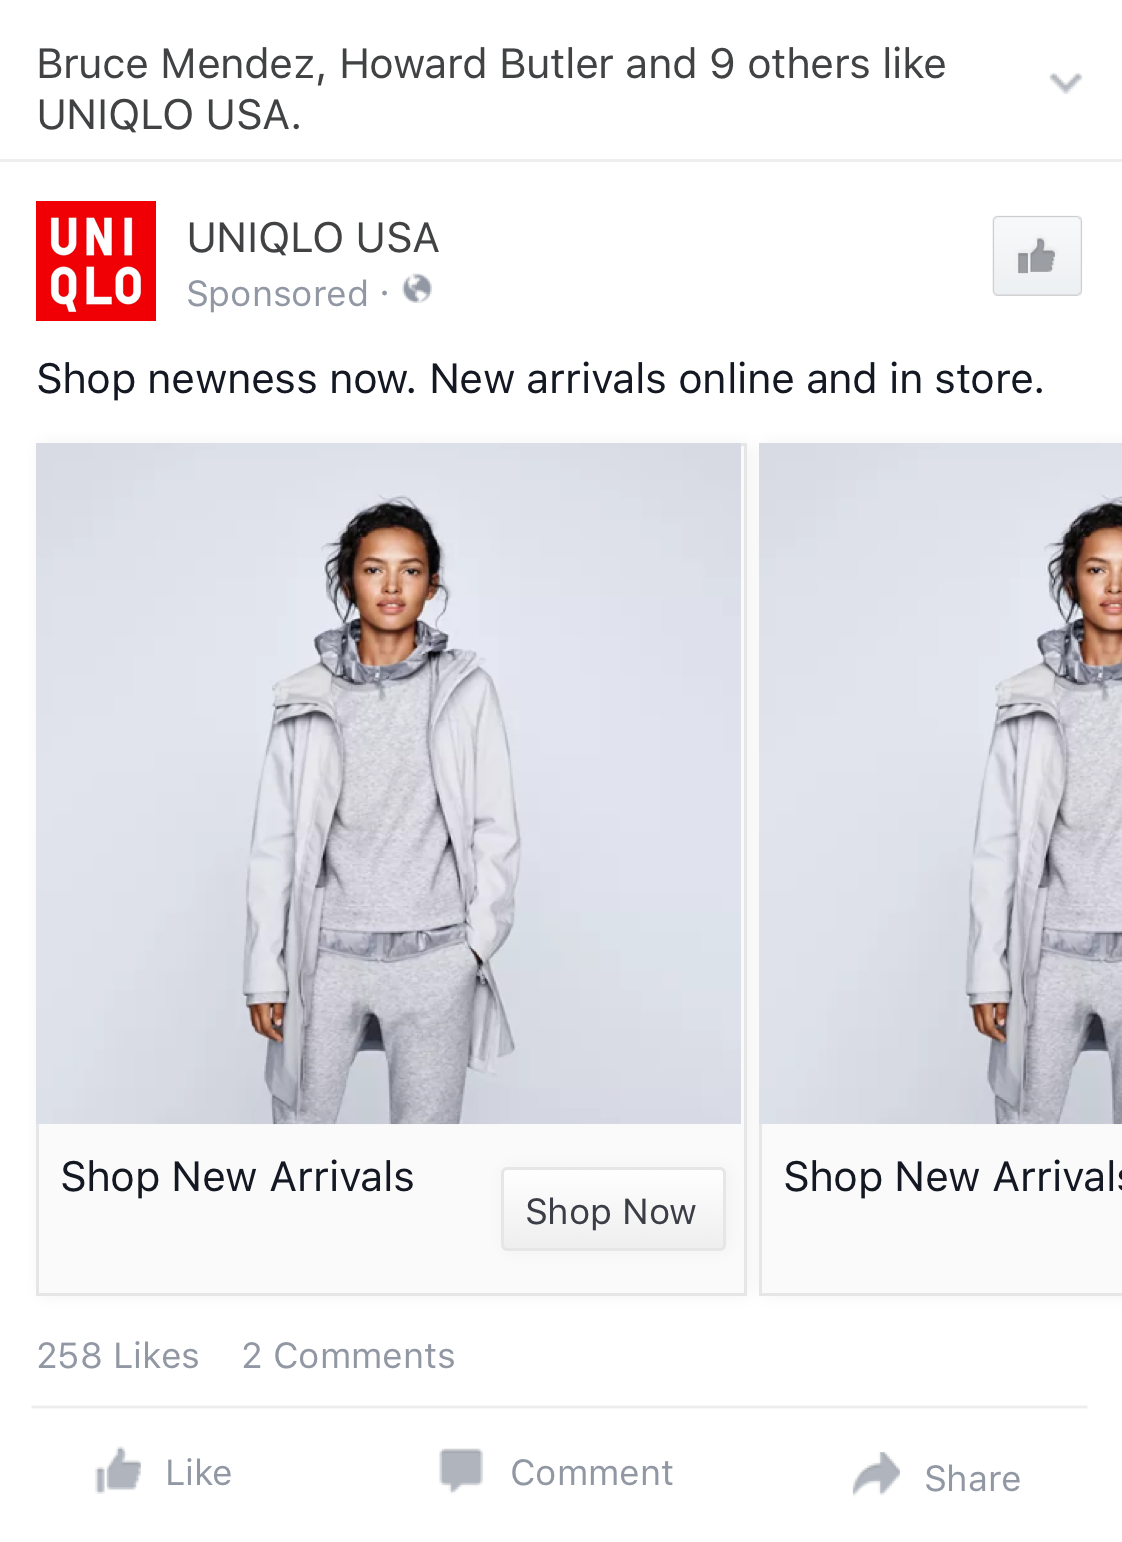 Bruce Mendez, Howard Butler and 9 others like
UNIQLO USA.
UNI
QLO
UNIQLO USA
Sponsored ·
Shop newness now. New arrivals online and in store.
Shop New Arrivals
Shop Now
Shop New Arrivals
258 Likes 2 Comments
Like Comment Share